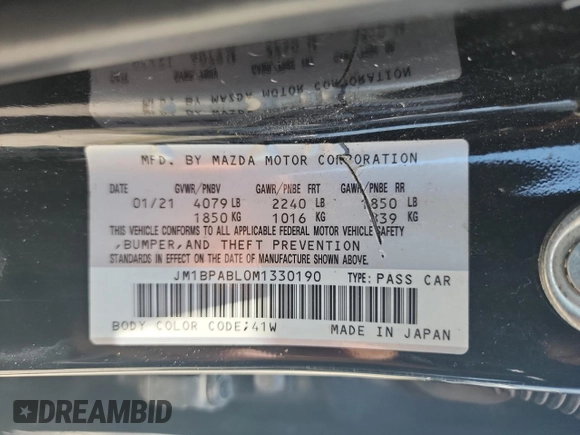 MFD. BY MAZDA MOTOR CORPORATION
DATE GVWR/PNBV GAWR/PNBE FRT GAWR/PNBE RR
01/21 4079 LB 2240 LB 1850 LB
1850 KG 1016 KG 839 KG
THIS VEHICLE CONFORMS TO ALL APPLICABLE FEDERAL MOTOR VEHICLE SAFETY
,BUMPER,AND THEFT PREVENTION
STANDARDS IN EFFECT ON THE DATE OF MANUFACTURE SHOWN ABOVE.
JM1BPABL0M1330190 TYPE: PASS CAR
BODY COLOR CODE;41W MADE IN JAPAN
DREAMBID